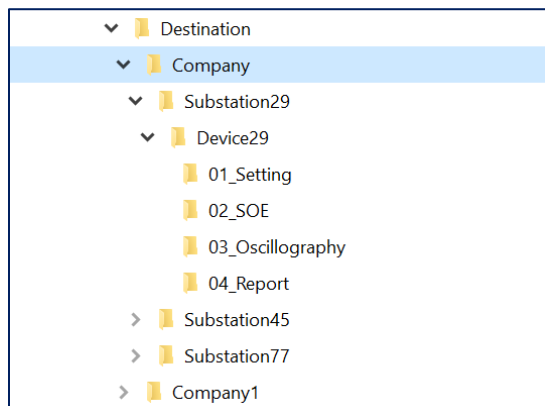 Destination
Company
Substation29
Device29
01_Setting
02_SOE
03_Oscillography
04_Report
Substation45
Substation77
Company1